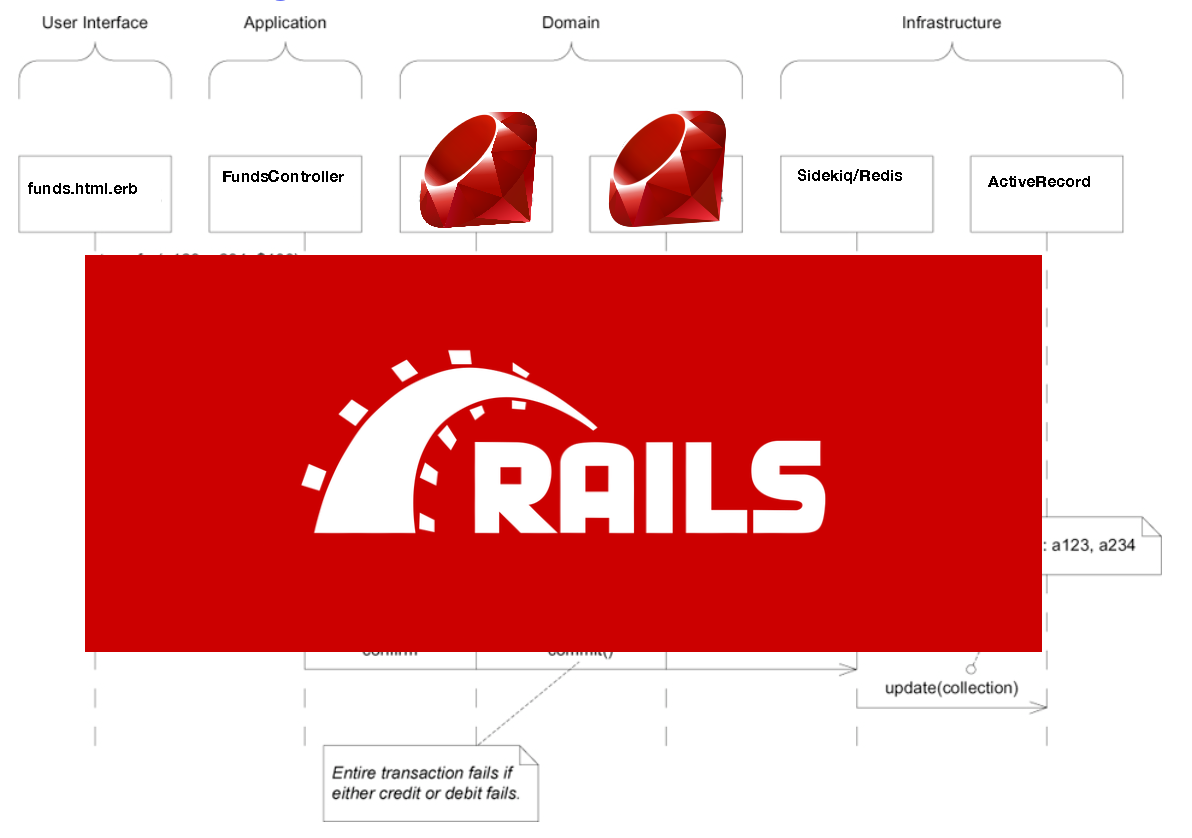 User Interface
Application
Domain
Infrastructure
funds.html.erb
FundsController
Sidekiq/Redis
ActiveRecord
RAILS
: a123, a234
confirm
commit()
update(collection)
Entire transaction fails if
either credit or debit fails.